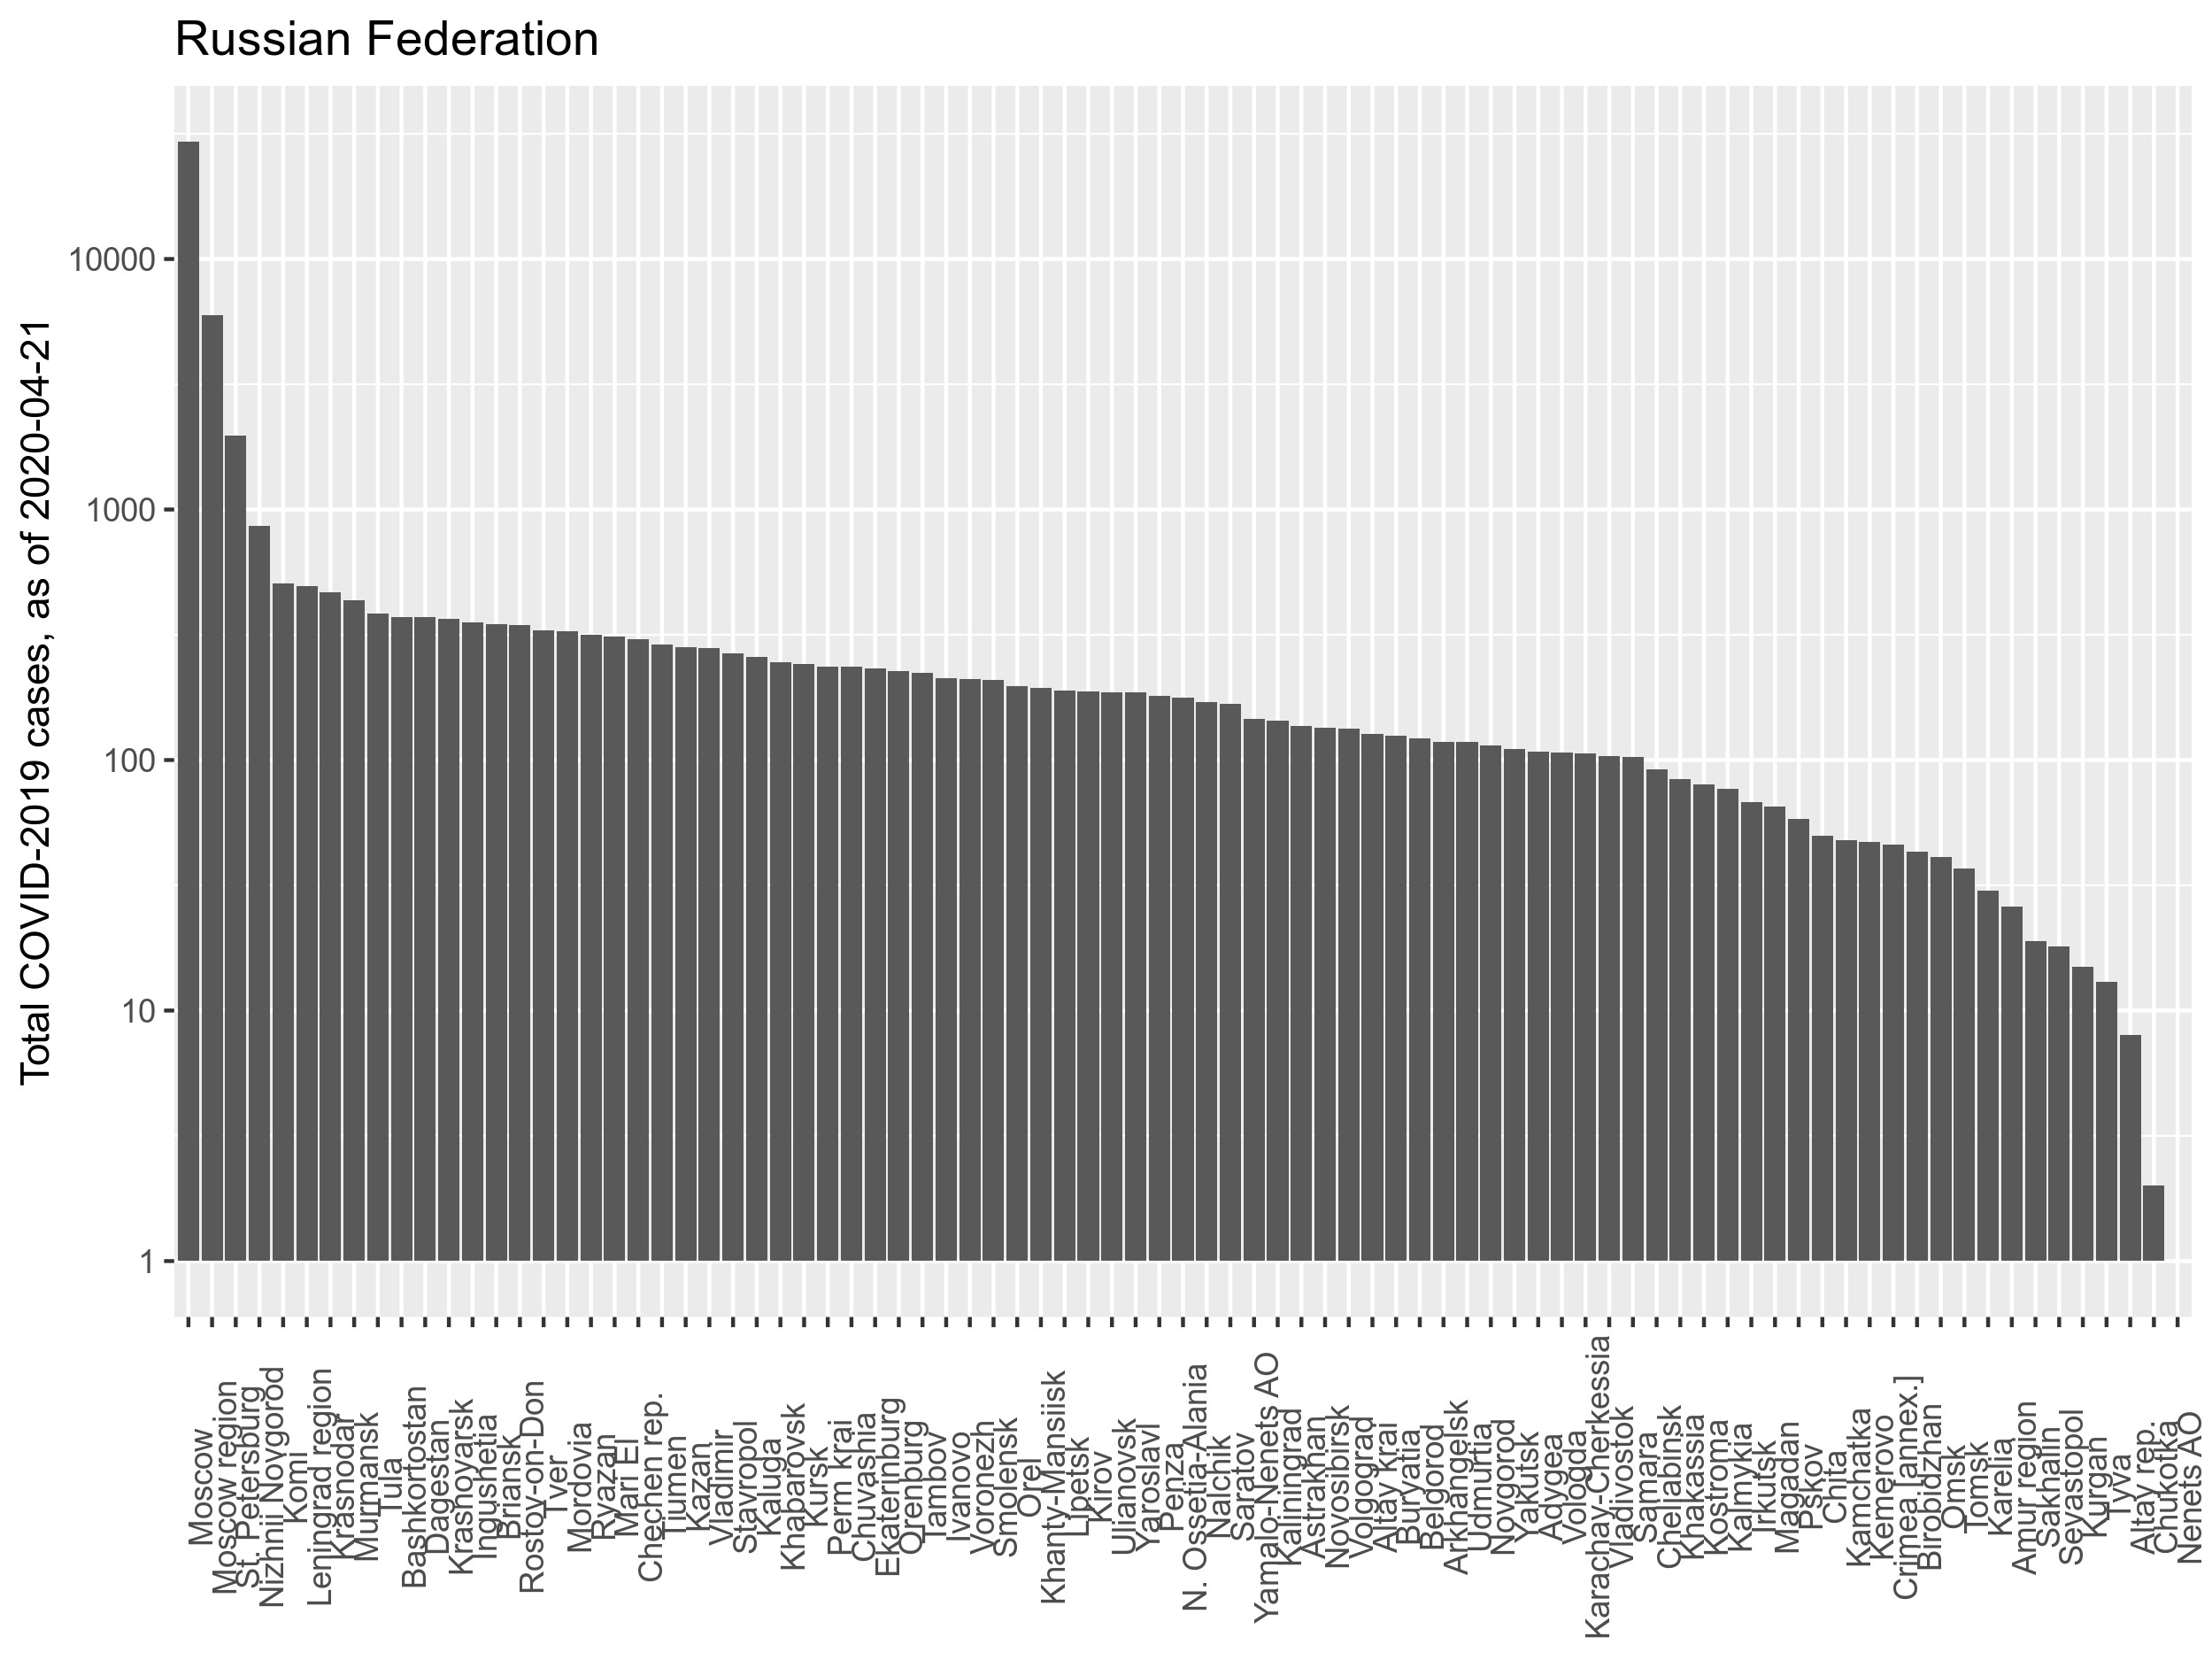 Russian Federation
Total COVID-2019 cases, as of 2020-04-21
10000
1000
100
10
1
Moscow
Moscow region
St. Petersburg
Nizhnii Novgorod
Komi
Leningrad region
Krasnodar
Murmansk
Tula
Bashkortostan
Dagestan
Krasnoyarsk
Ingushetia
Briansk
Rostov-on-Don
Tver
Mordovia
Ryazan
Mari El
Chechen rep.
Tiumen
Kazan
Vladimir
Stavropol
Kaluga
Khabarovsk
Kursk
Perm krai
Chuvashia
Ekaterinburg
Orenburg
Tambov
Ivanovo
Voronezh
Smolensk
Orel
Khanty-Mansiisk
Lipetsk
Kirov
Ulianovsk
Yaroslavl
Penza
N. Ossetia-Alania
Nalchik
Saratov
Yamalo-Nenets AO
Kaliningrad
Astrakhan
Novosibirsk
Volgograd
Altay krai
Buryatia
Belgorod
Arkhangelsk
Udmurtia
Novgorod
Yakutsk
Adygea
Vologda
Karachay-Cherkessia
Vladivostok
Samara
Cheljabinsk
Khakassia
Kostroma
Kalmykia
Irkutsk
Magadan
Pskov
Chita
Kamchatka
Kemerovo
Crimea [annex.]
Birobidzhan
Omsk
Tomsk
Karelia
Amur region
Sakhalin
Sevastopol
Kurgan
Tyva
Altay rep.
Chukotka
Nenets AO